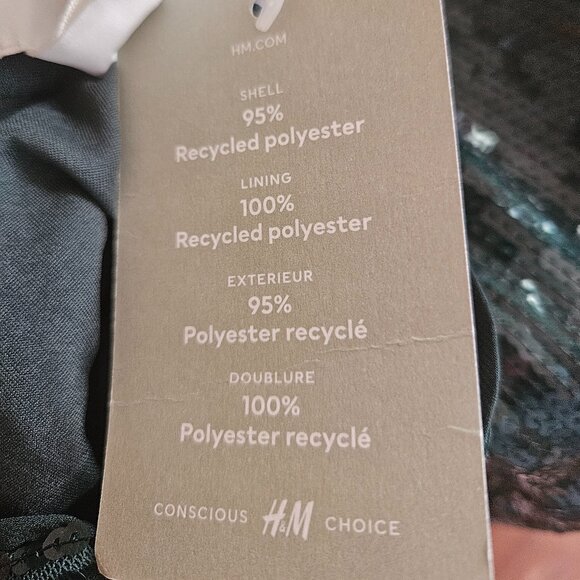 HM.COM
SHELL
95%
Recycled polyester
LINING
100%
Recycled polyester
EXTERIEUR
95%
Polyester recyclé
DOUBLURE
100%
Polyester recyclé
CONSCIOUS H&M CHOICE